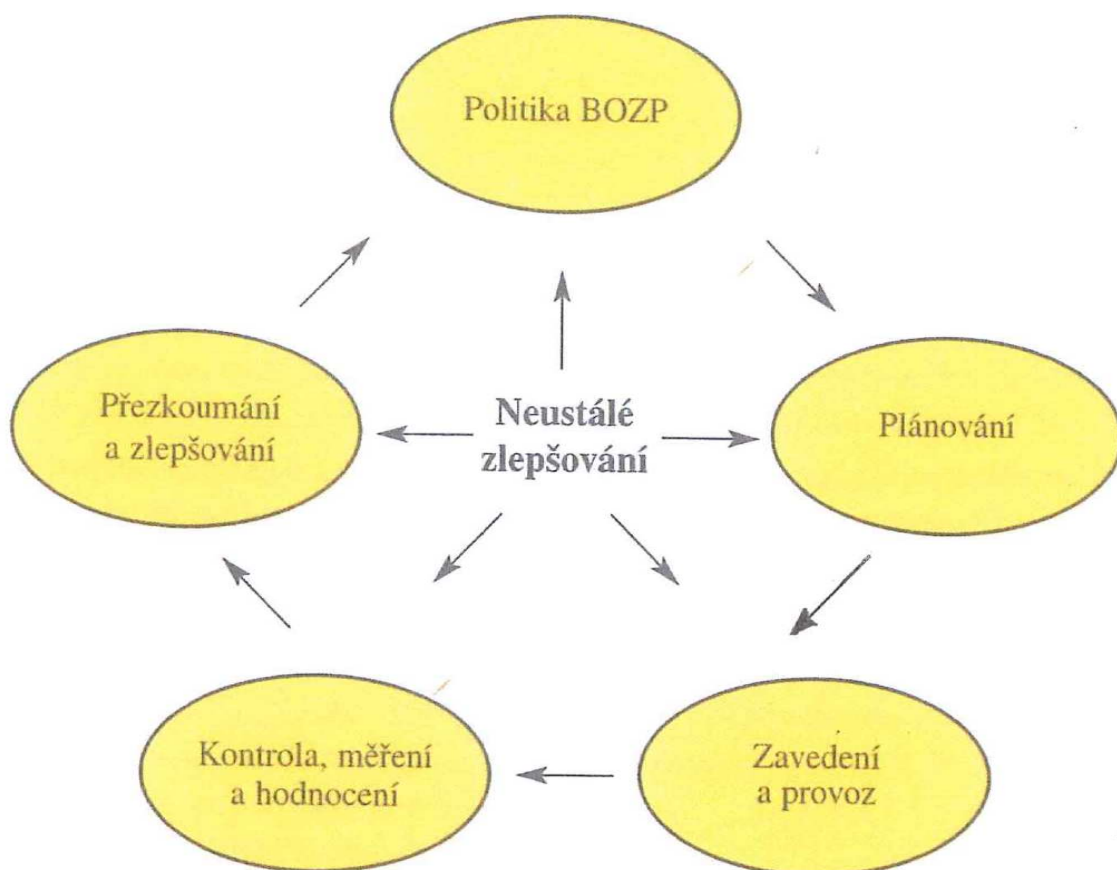 Politika BOZP
Přezkoumání
a zlepšování
Neustálé
zlepšování
Plánování
Kontrola, měření
a hodnocení
Zavedení
a provoz